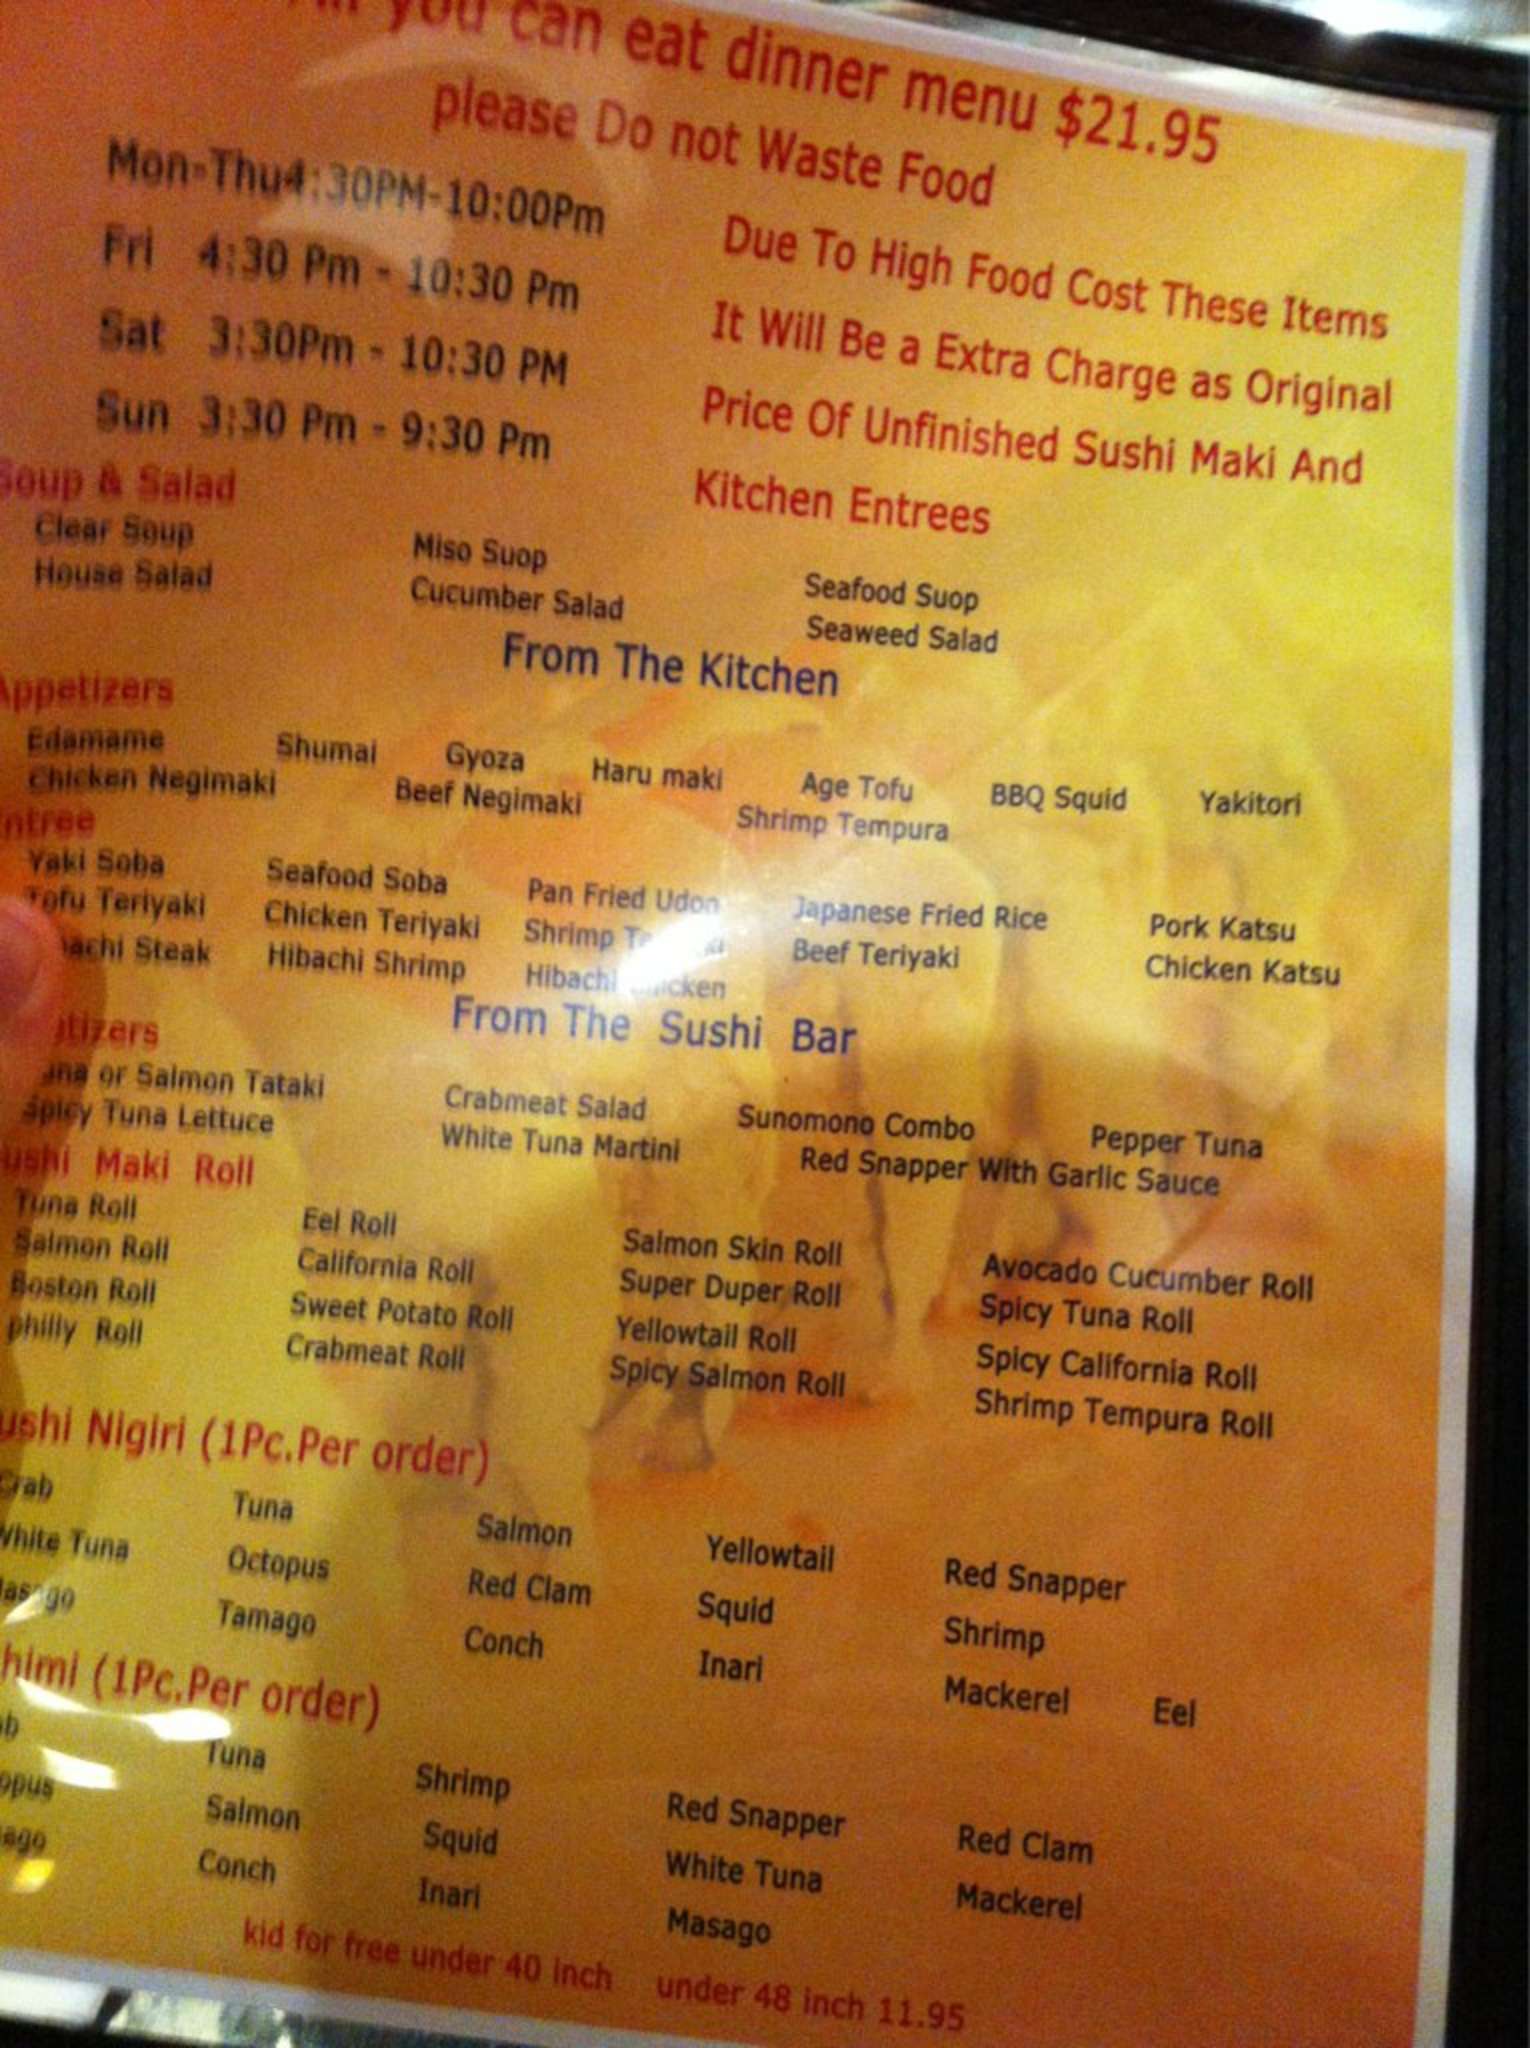 you can eat dinner menu $21.95
please Do not Waste Food
Mon-Thu4:30PM-10:00Pm
Fri 4:30 Pm - 10:30 Pm
Sat 3:30Pm - 10:30 PM
Sun 3:30 Pm - 9:30 Pm
Due To High Food Cost These Items
It Will Be a Extra Charge as Original
Price Of Unfinished Sushi Maki And
Kitchen Entrees
Soup & Salad
Clear Soup Miso Suop Seafood Suop
House Salad Cucumber Salad Seaweed Salad
From The Kitchen
Appetizers
Edamame Shumai Gyoza Haru maki Age Tofu BBQ Squid Yakitori
Chicken Negimaki Beef Negimaki Shrimp Tempura
Entree
Yaki Soba Seafood Soba Pan Fried Udon Japanese Fried Rice Pork Katsu
Tofu Teriyaki Chicken Teriyaki Shrimp Beef Teriyaki Chicken Katsu
Steak Hibachi Shrimp Hibachi Chicken
From The Sushi Bar
Appetizers
Tuna or Salmon Tataki Crabmeat Salad Sunomono Combo Pepper Tuna
Spicy Tuna Lettuce White Tuna Martini Red Snapper With Garlic Sauce
Sushi Maki Roll
Tuna Roll Eel Roll Salmon Skin Roll Avocado Cucumber Roll
Salmon Roll California Roll Super Duper Roll Spicy Tuna Roll
Boston Roll Sweet Potato Roll Yellowtail Roll Spicy California Roll
philly Roll Crabmeat Roll Spicy Salmon Roll Shrimp Tempura Roll
Sushi Nigiri (1Pc.Per order)
Crab Tuna Salmon Yellowtail Red Snapper
White Tuna Octopus Red Clam Squid Shrimp
Masago Tamago Conch Inari Mackerel Eel
(1Pc.Per order)
Tuna Shrimp Red Snapper Red Clam
Salmon Squid White Tuna Mackerel
Conch Inari Masago
kid for free under 40 inch under 48 inch 11.95